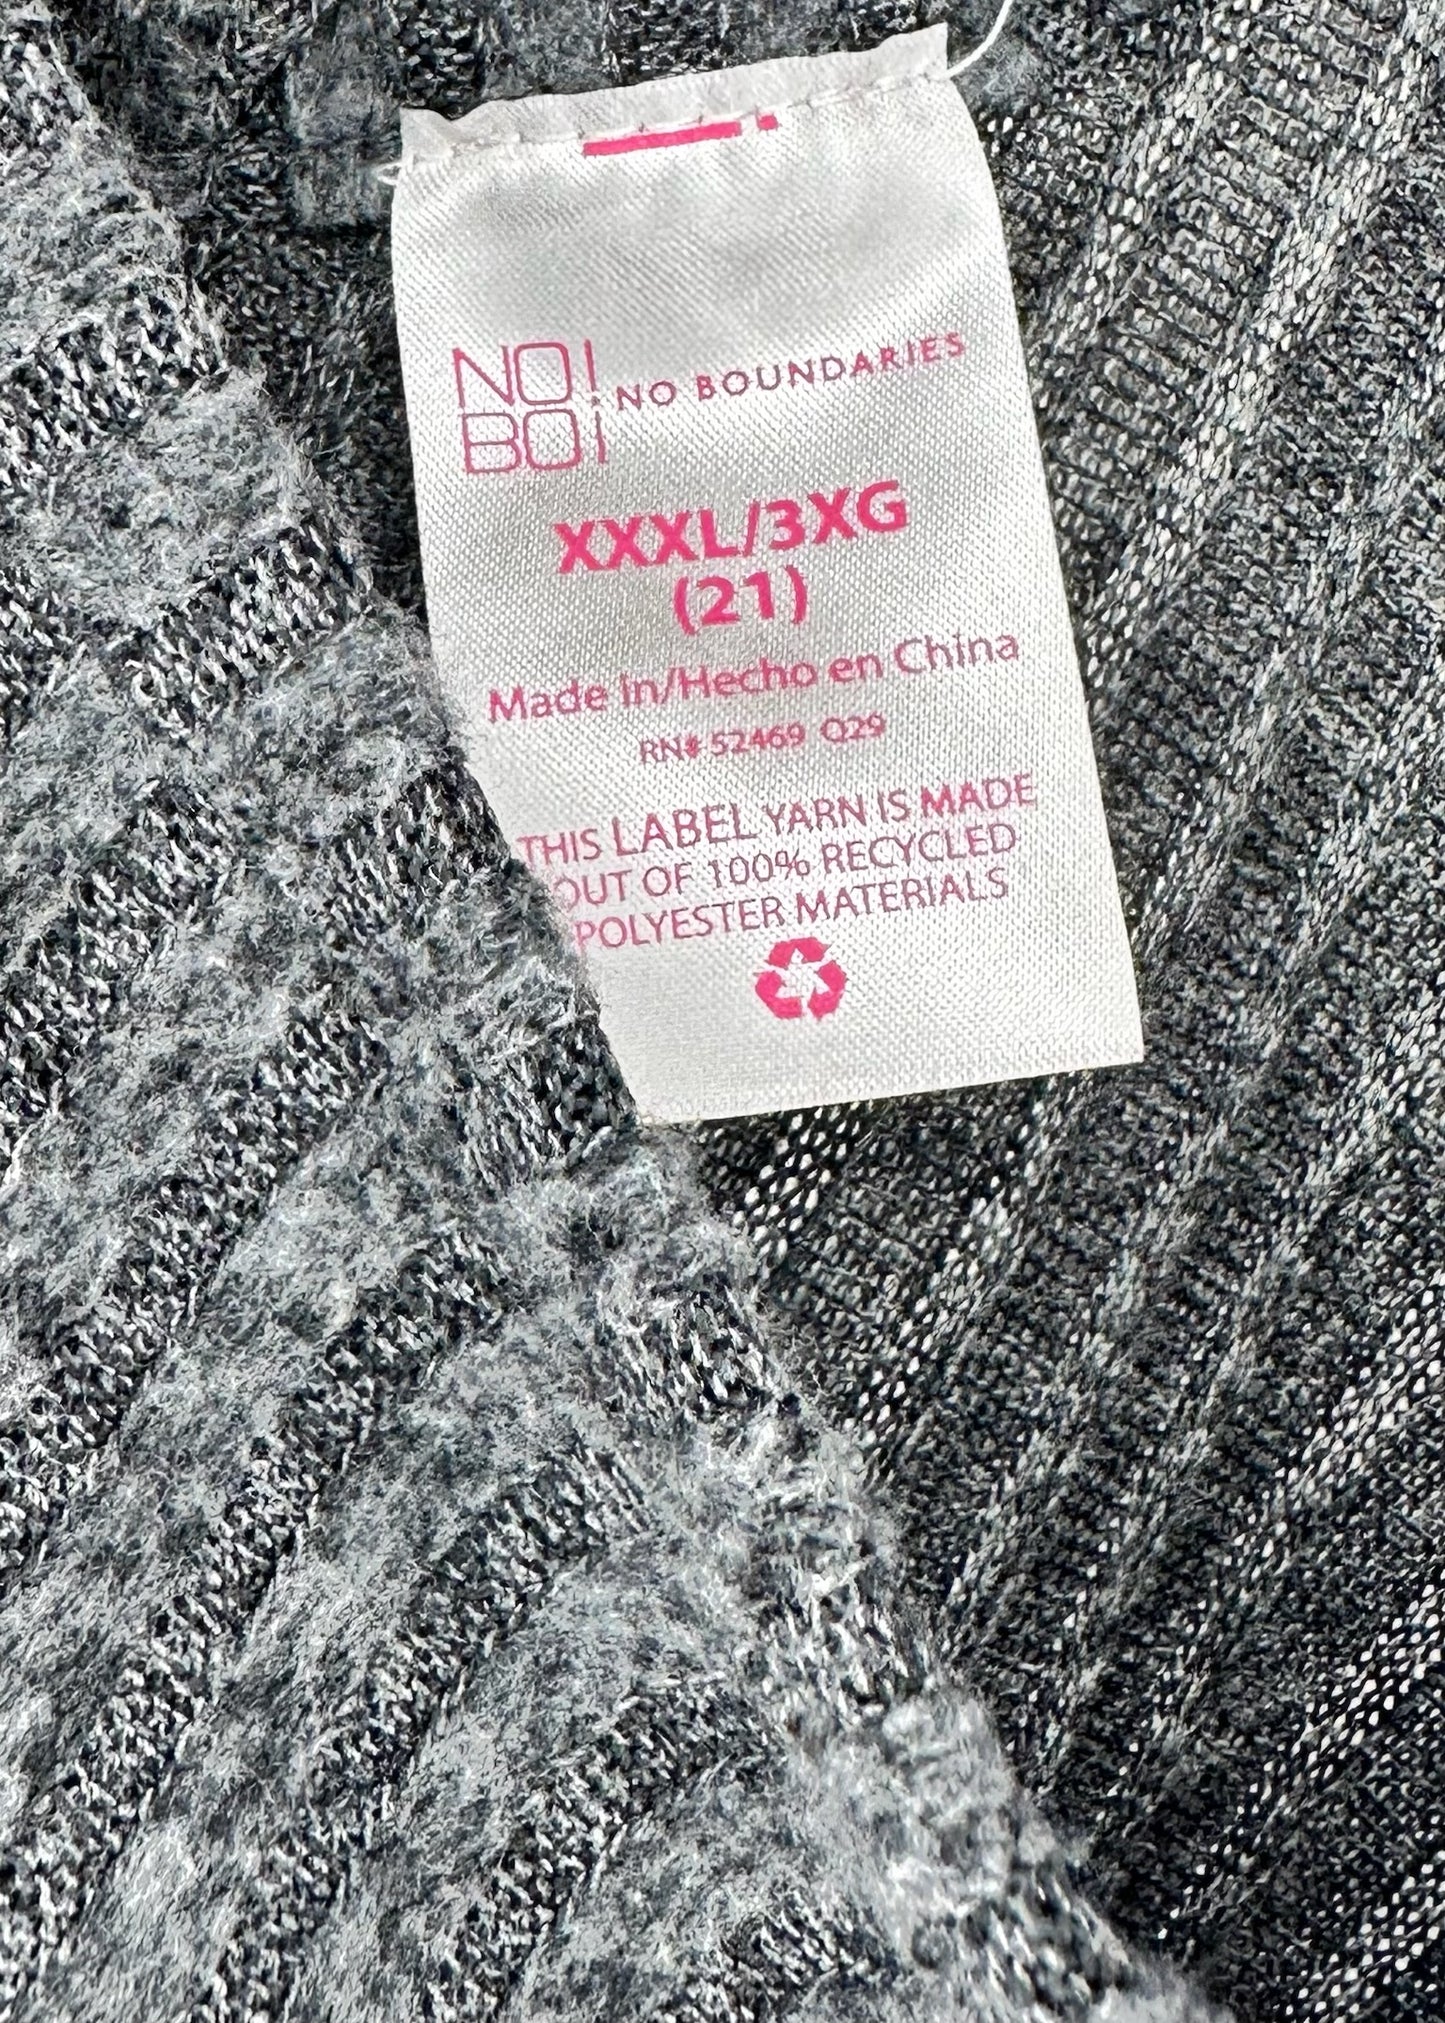 NO!
BO! NO BOUNDARIES
XXXL/3XG
(21)
Made in/Hecho en China
RN# 52469 Q29
THIS LABEL YARN IS MADE
OUT OF 100% RECYCLED
POLYESTER MATERIALS